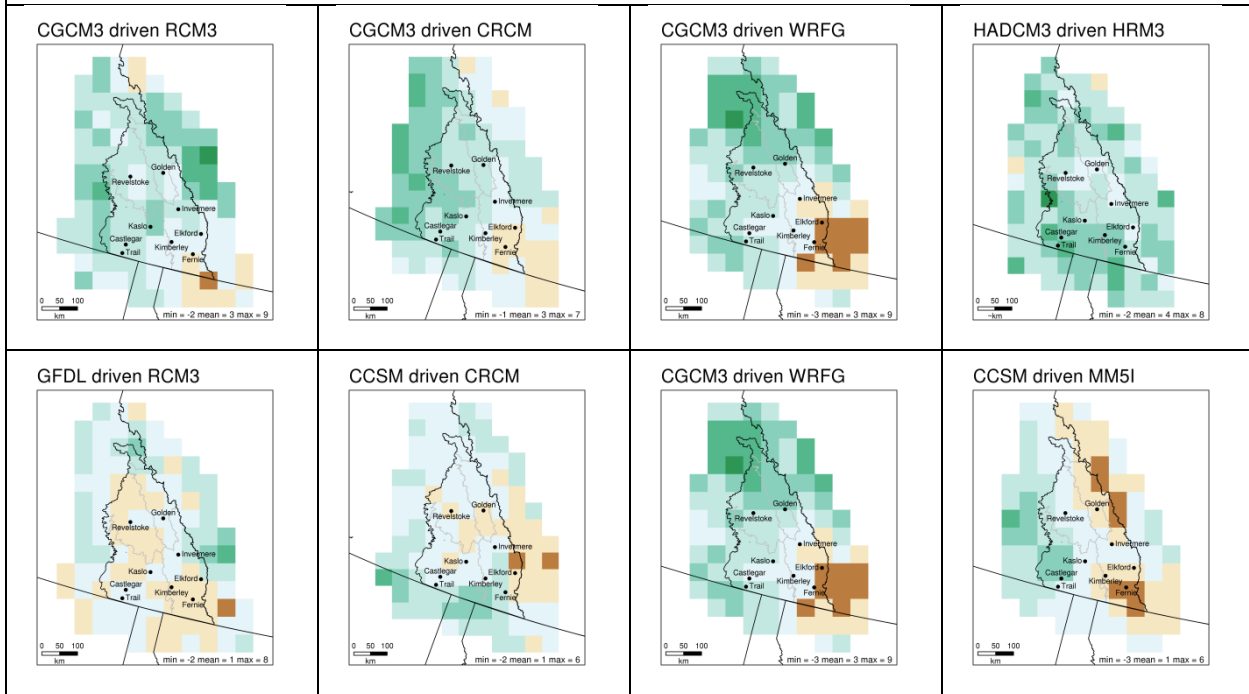 CGCM3 driven RCM3
Golden
Revelstoke
Invermere
Kaslo
Elkford
Castlegar
Kimberley
Trail
Fernie
0 50 100
km
min = -2 mean = 3 max = 9
CGCM3 driven CRCM
Golden
Revelstoke
Invermere
Kaslo
Elkford
Castlegar
Kimberley
Trail
Fernie
0 50 100
km
min = -1 mean = 3 max = 7
CGCM3 driven WRFG
Golden
Revelstoke
Invermere
Kaslo
Elkford
Castlegar
Kimberley
Trail
Fernie
0 50 100
km
min = -3 mean = 3 max = 9
HADCM3 driven HRM3
Golden
Revelstoke
Invermere
Kaslo
Elkford
Castlegar
Kimberley
Trail
Fernie
0 50 100
km
min = -2 mean = 4 max = 8
GFDL driven RCM3
Golden
Revelstoke
Invermere
Kaslo
Elkford
Castlegar
Kimberley
Trail
Fernie
0 50 100
km
min = -2 mean = 1 max = 8
CCSM driven CRCM
Golden
Revelstoke
Invermere
Kaslo
Elkford
Castlegar
Kimberley
Trail
Fernie
0 50 100
km
min = -2 mean = 1 max = 6
CGCM3 driven WRFG
Golden
Revelstoke
Invermere
Kaslo
Elkford
Castlegar
Kimberley
Trail
Fernie
0 50 100
km
min = -3 mean = 3 max = 9
CCSM driven MM5I
Golden
Revelstoke
Invermere
Kaslo
Elkford
Castlegar
Kimberley
Trail
Fernie
0 50 100
km
min = -3 mean = 1 max = 6